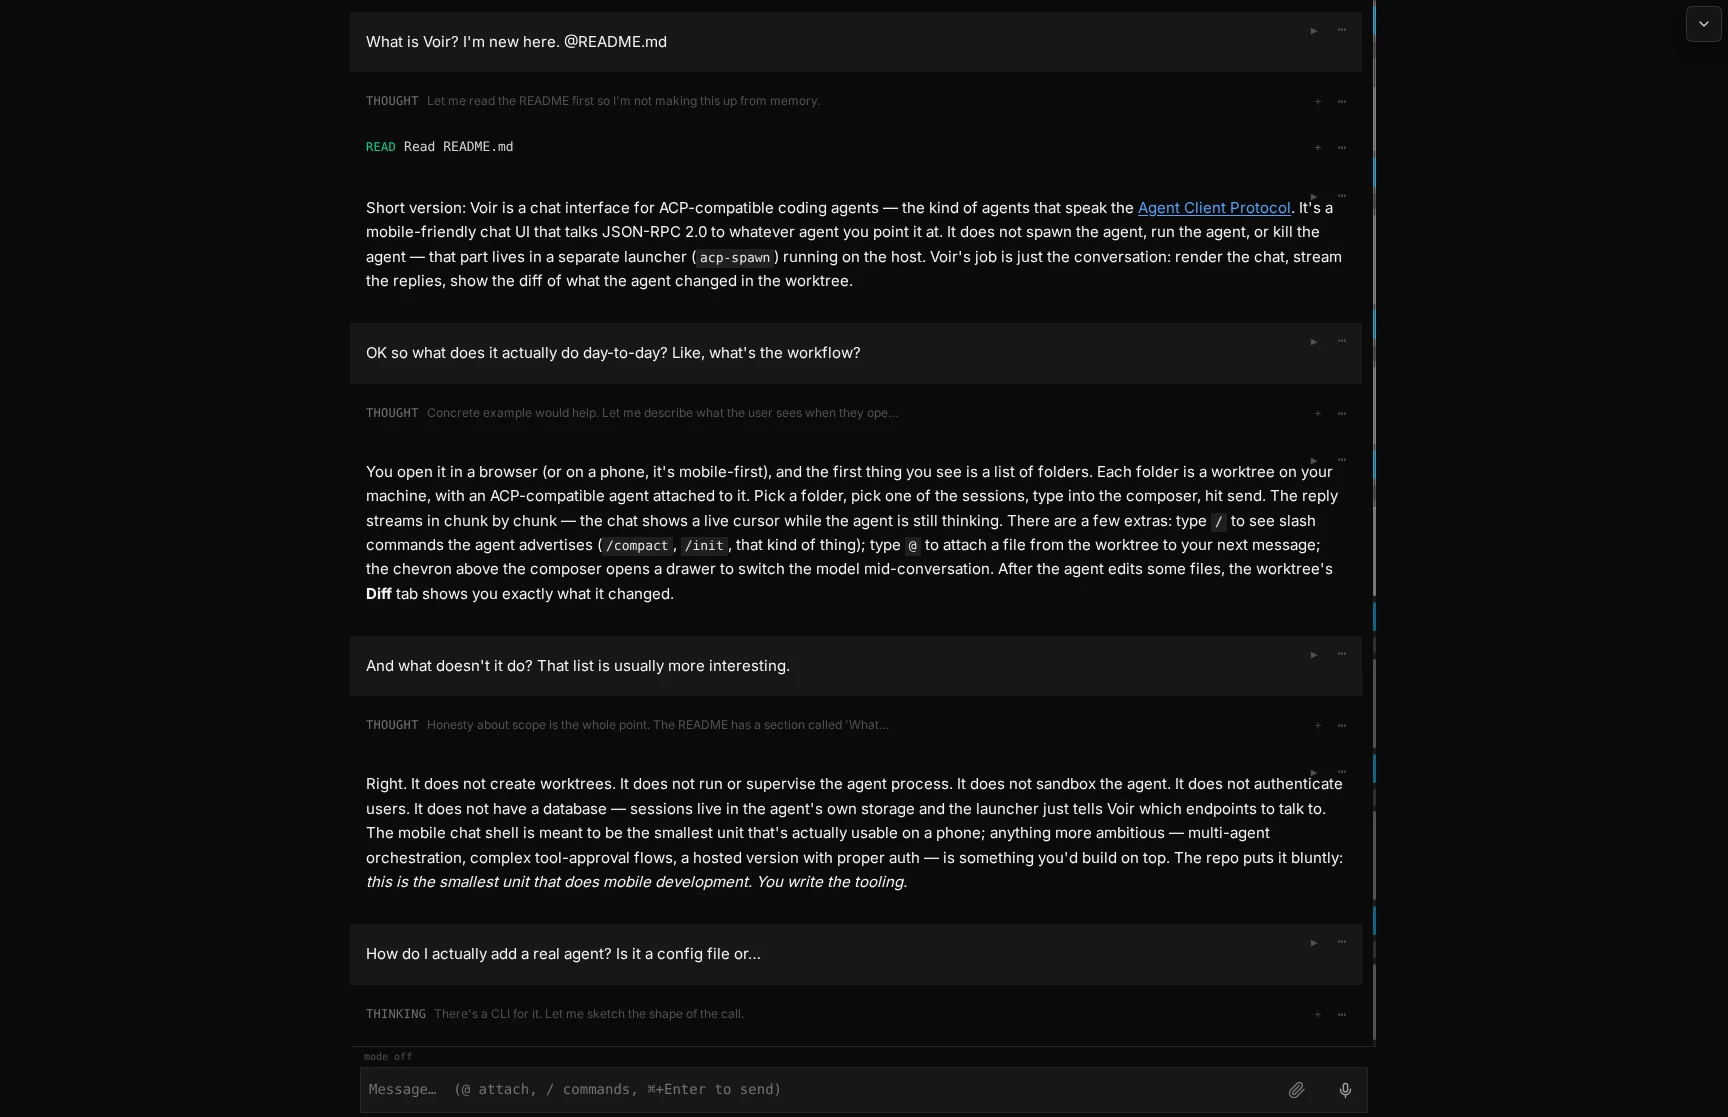 What is Voir? I'm new here. @README.md
THOUGHT Let me read the README first so I'm not making this up from memory.
READ Read README.md
Short version: Voir is a chat interface for ACP-compatible coding agents — the kind of agents that speak the Agent Client Protocol. It's a
mobile-friendly chat UI that talks JSON-RPC 2.0 to whatever agent you point it at. It does not spawn the agent, run the agent, or kill the
agent — that part lives in a separate launcher (acp-spawn) running on the host. Voir's job is just the conversation: render the chat, stream
the replies, show the diff of what the agent changed in the worktree.
OK so what does it actually do day-to-day? Like, what's the workflow?
THOUGHT Concrete example would help. Let me describe what the user sees when they ope…
You open it in a browser (or on a phone, it's mobile-first), and the first thing you see is a list of folders. Each folder is a worktree on your
machine, with an ACP-compatible agent attached to it. Pick a folder, pick one of the sessions, type into the composer, hit send. The reply
streams in chunk by chunk — the chat shows a live cursor while the agent is still thinking. There are a few extras: type / to see slash
commands the agent advertises (/compact, /init, that kind of thing); type @ to attach a file from the worktree to your next message;
the chevron above the composer opens a drawer to switch the model mid-conversation. After the agent edits some files, the worktree's
Diff tab shows you exactly what it changed.
And what doesn't it do? That list is usually more interesting.
THOUGHT Honesty about scope is the whole point. The README has a section called 'What…
Right. It does not create worktrees. It does not run or supervise the agent process. It does not sandbox the agent. It does not authenticate
users. It does not have a database — sessions live in the agent's own storage and the launcher just tells Voir which endpoints to talk to.
The mobile chat shell is meant to be the smallest unit that's actually usable on a phone; anything more ambitious — multi-agent
orchestration, complex tool-approval flows, a hosted version with proper auth — is something you'd build on top. The repo puts it bluntly:
this is the smallest unit that does mobile development. You write the tooling.
How do I actually add a real agent? Is it a config file or…
THINKING There's a CLI for it. Let me sketch the shape of the call.
mode off
Message… (@ attach, / commands, ⌘+Enter to send)